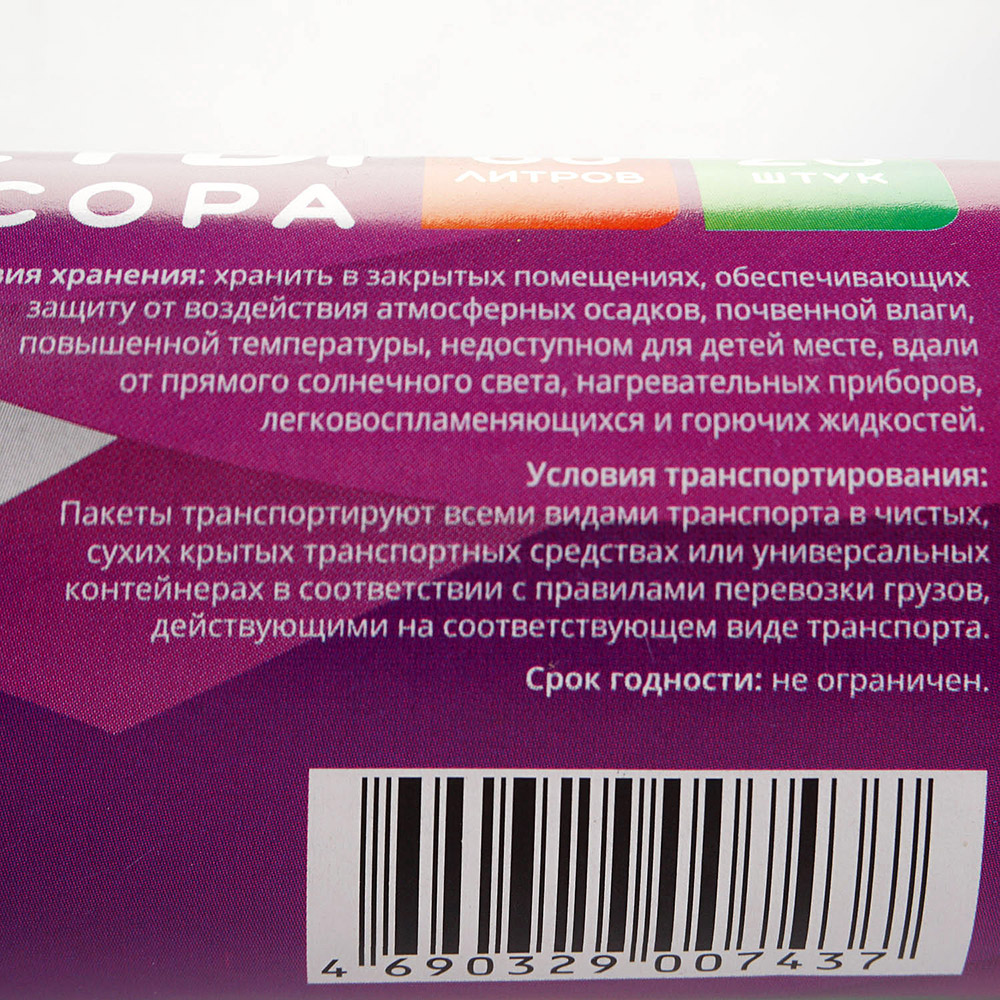 СОРА
ЛИТРОВ
ШТУК
хранения: хранить в закрытых помещениях, обеспечивающих
защиту от воздействия атмосферных осадков, почвенной влаги,
повышенной температуры, недоступном для детей месте, вдали
от прямого солнечного света, нагревательных приборов,
легковоспламеняющихся и горючих жидкостей.
Условия транспортирования:
Пакеты транспортируют всеми видами транспорта в чистых,
сухих крытых транспортных средствах или универсальных
контейнерах в соответствии с правилами перевозки грузов,
действующими на соответствующем виде транспорта.
Срок годности: не ограничен.
4 690329 007437